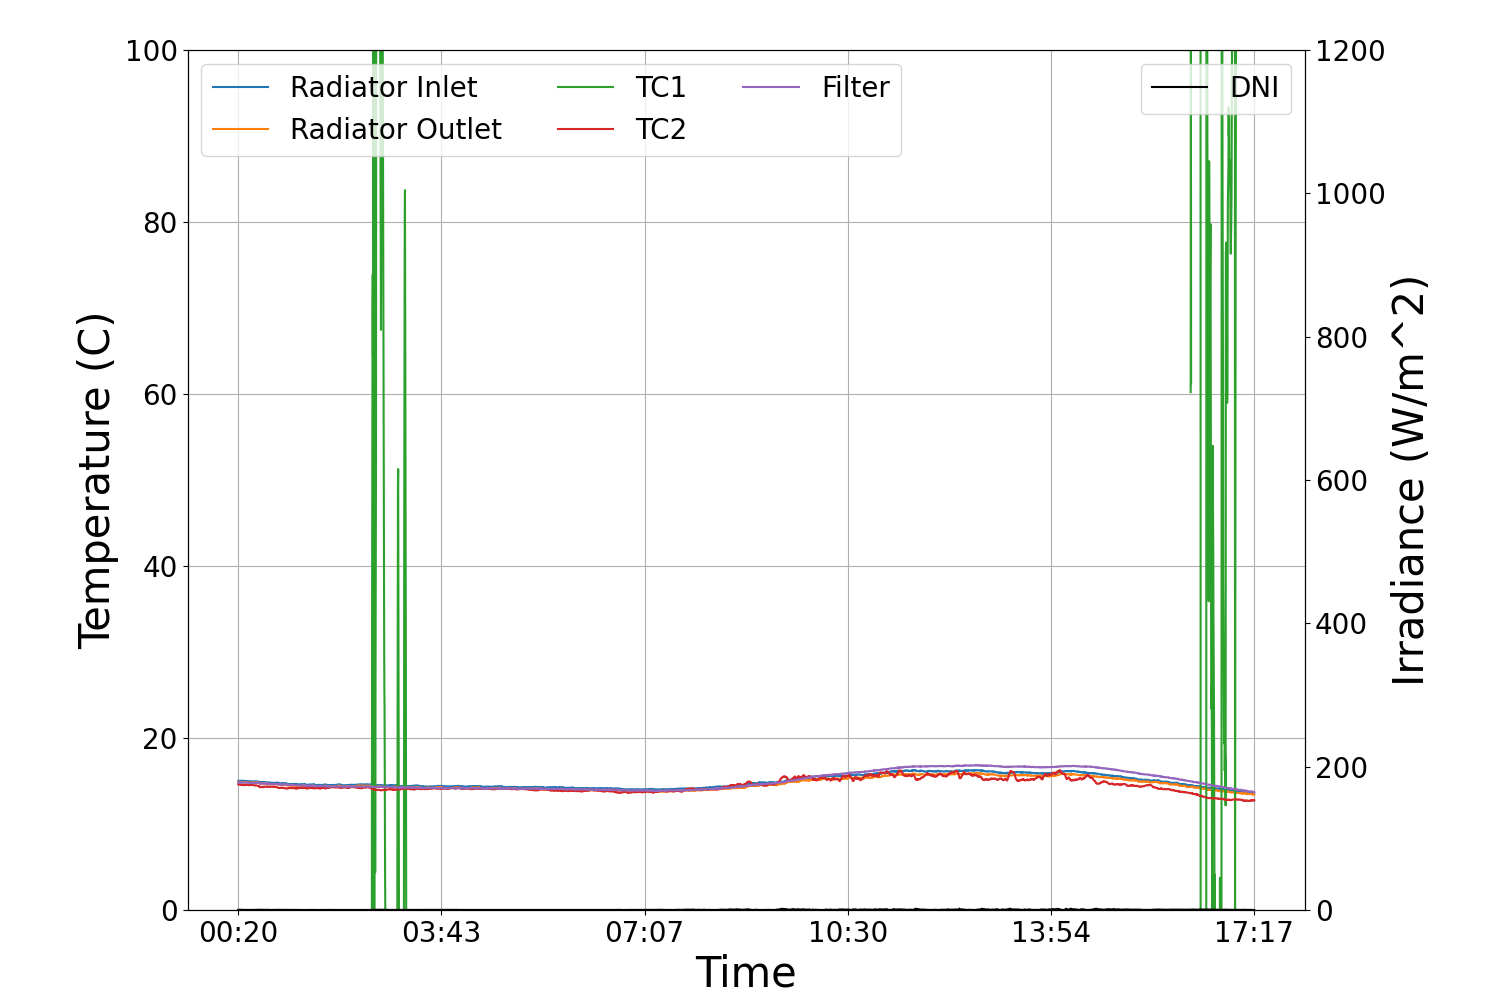 Radiator Inlet
Radiator Outlet
TC1
TC2
Filter
DNI
100
80
60
40
20
0
Temperature (C)
1200
1000
800
600
400
200
0
Irradiance (W/m^2)
00:20 03:43 07:07 10:30 13:54 17:17
Time